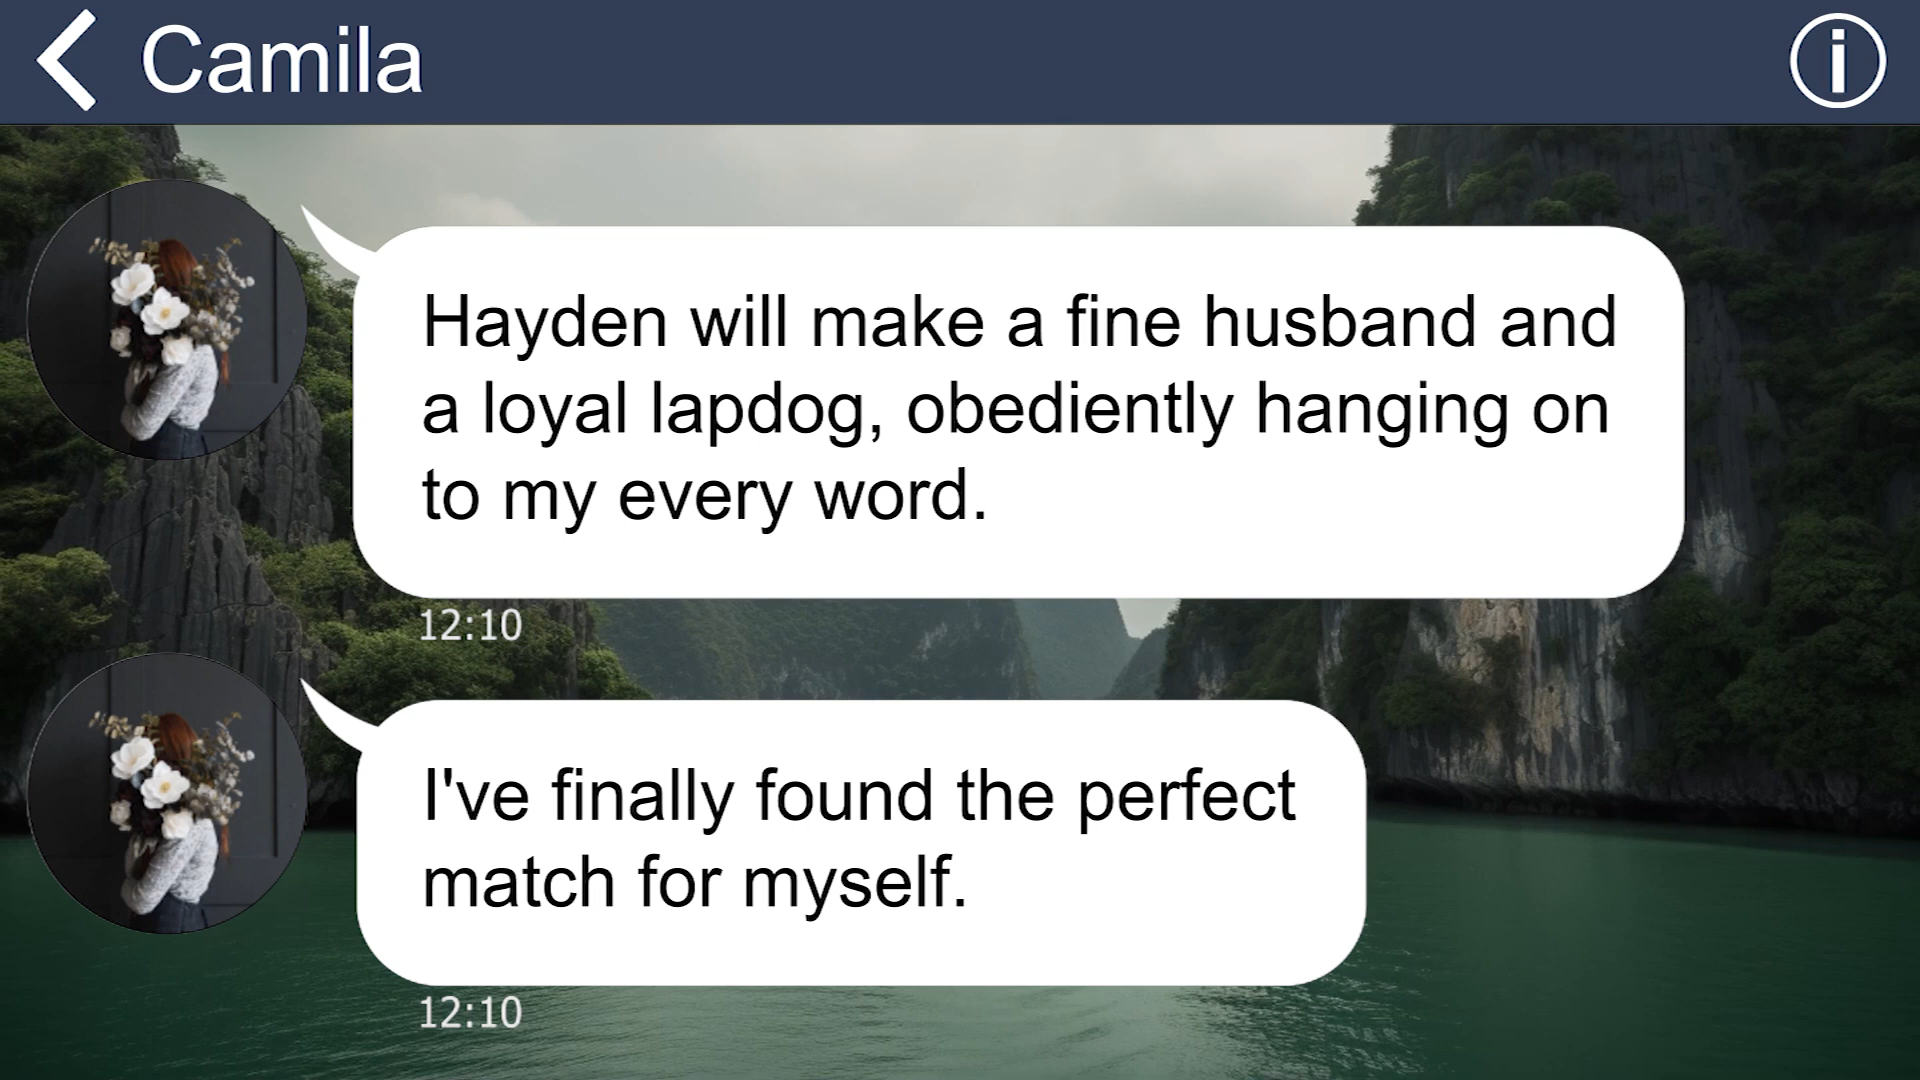 Camila
Hayden will make a fine husband and
a loyal lapdog, obediently hanging on
to my every word.
12:10
I've finally found the perfect
match for myself.
12:10